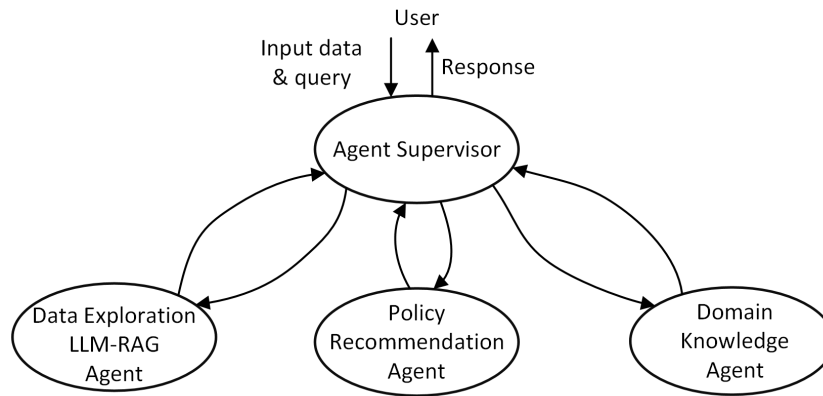 User
Input data
& query
Response
Agent Supervisor
Data Exploration
LLM-RAG
Agent
Policy
Recommendation
Agent
Domain
Knowledge
Agent